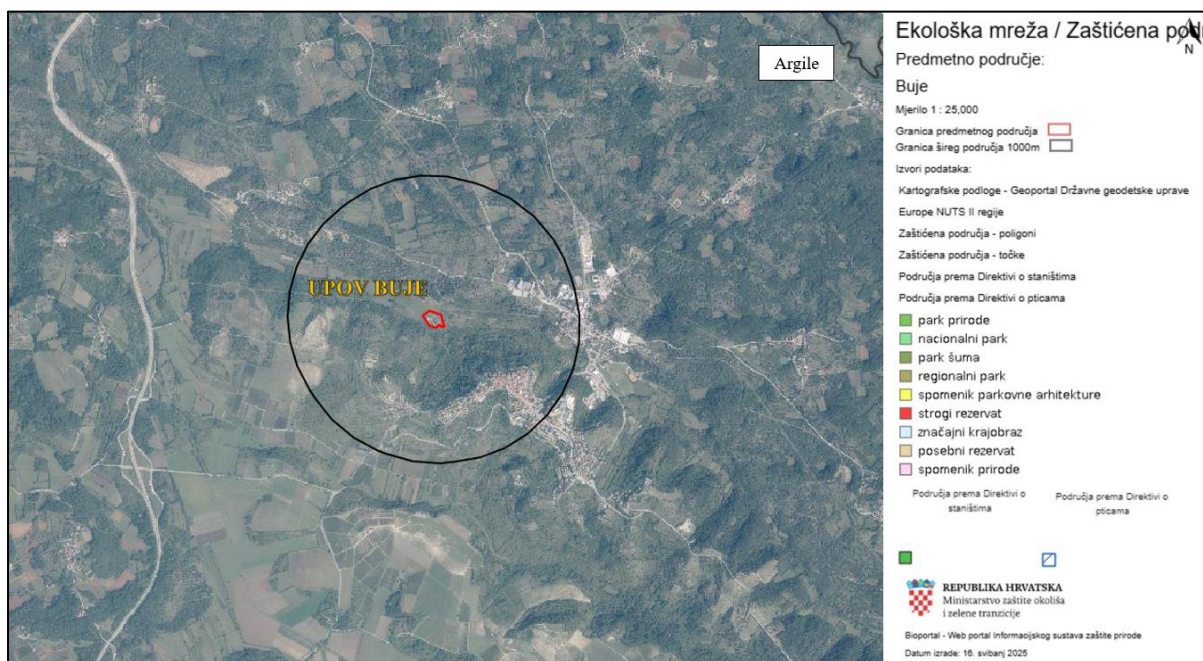 Argile
UPOV BUJE
Ekološka mreža / Zaštićena
N
Predmetno područje:
Buje
Mjerilo 1 : 25,000
Granica predmetnog područja
Granica šireg područja 1000m
Izvori podataka:
Kartografske podloge - Geoportal Državne geodetske uprave
Europe NUTS II regije
Zaštićena područja - poligoni
Zaštićena područja - točke
Područja prema Direktivi o staništima
Područja prema Direktivi o pticama
park prirode
nacionalni park
park šuma
regionalni park
spomenik parkovne arhitekture
strogi rezervat
značajni krajobraz
posebni rezervat
spomenik prirode
Područja prema Direktivi o
staništima
Područja prema Direktivi o
pticama
REPUBLIKA HRVATSKA
Ministarstvo zaštite okoliša
i zelene tranzicije
Bioportal - Web portal Informacijskog sustava zaštite prirode
Datum izrade: 16. svibanj 2025